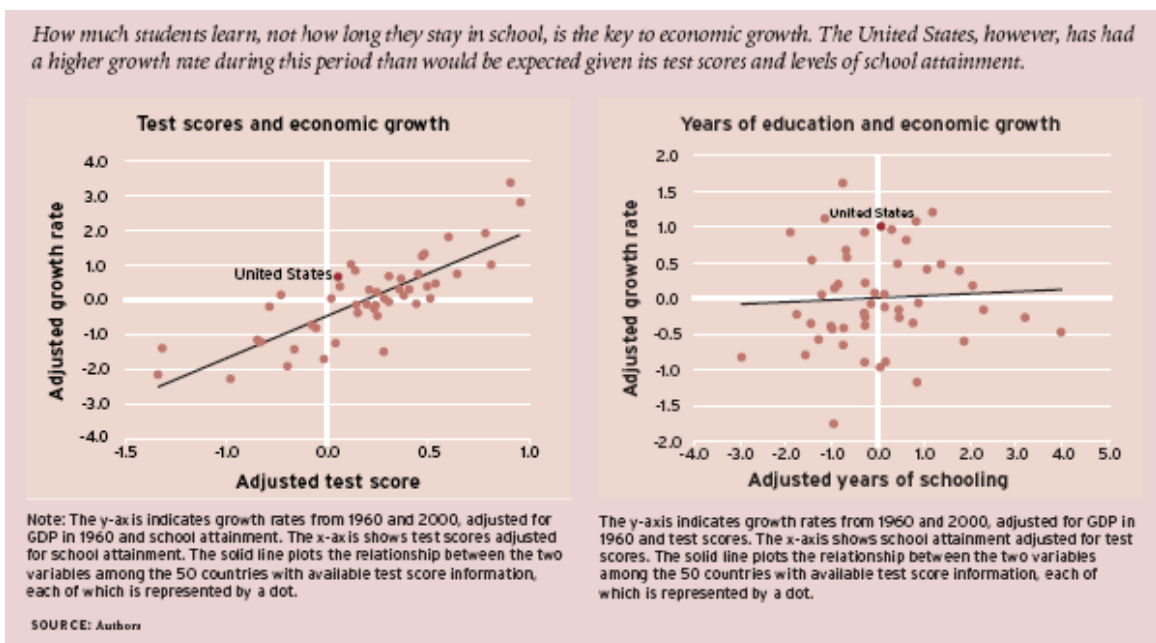 How much students learn, not how long they stay in school, is the key to economic growth. The United States, however, has had
a higher growth rate during this period than would be expected given its test scores and levels of school attainment.
Test scores and economic growth
Adjusted growth rate
4.0
3.0
2.0
1.0
0.0
-1.0
-2.0
-3.0
-4.0
United States
-1.5
-1.0
0.0
0.5
1.0
Adjusted test score
Note: The y-axis indicates growth rates from 1960 and 2000, adjusted for
GDP in 1960 and school attainment. The x-axis shows test scores adjusted
for school attainment. The solid line plots the relationship between the two
variables among the 50 countries with available test score information,
each of which is represented by a dot.
SOURCE: Authors
Years of education and economic growth
Adjusted growth rate
2.0
1.5
1.0
0.5
0.0
-0.5
-1.0
-1.5
-2.0
United States
-4.0
-3.0
-2.0
-1.0
0.0
1.0
2.0
3.0
4.0
5.0
Adjusted years of schooling
The y-axis indicates growth rates from 1960 and 2000, adjusted for GDP in
1960 and test scores. The x-axis shows school attainment adjusted for test
scores. The solid line plots the relationship between the two variables
among the 50 countries with available test score information, each of
which is represented by a dot.